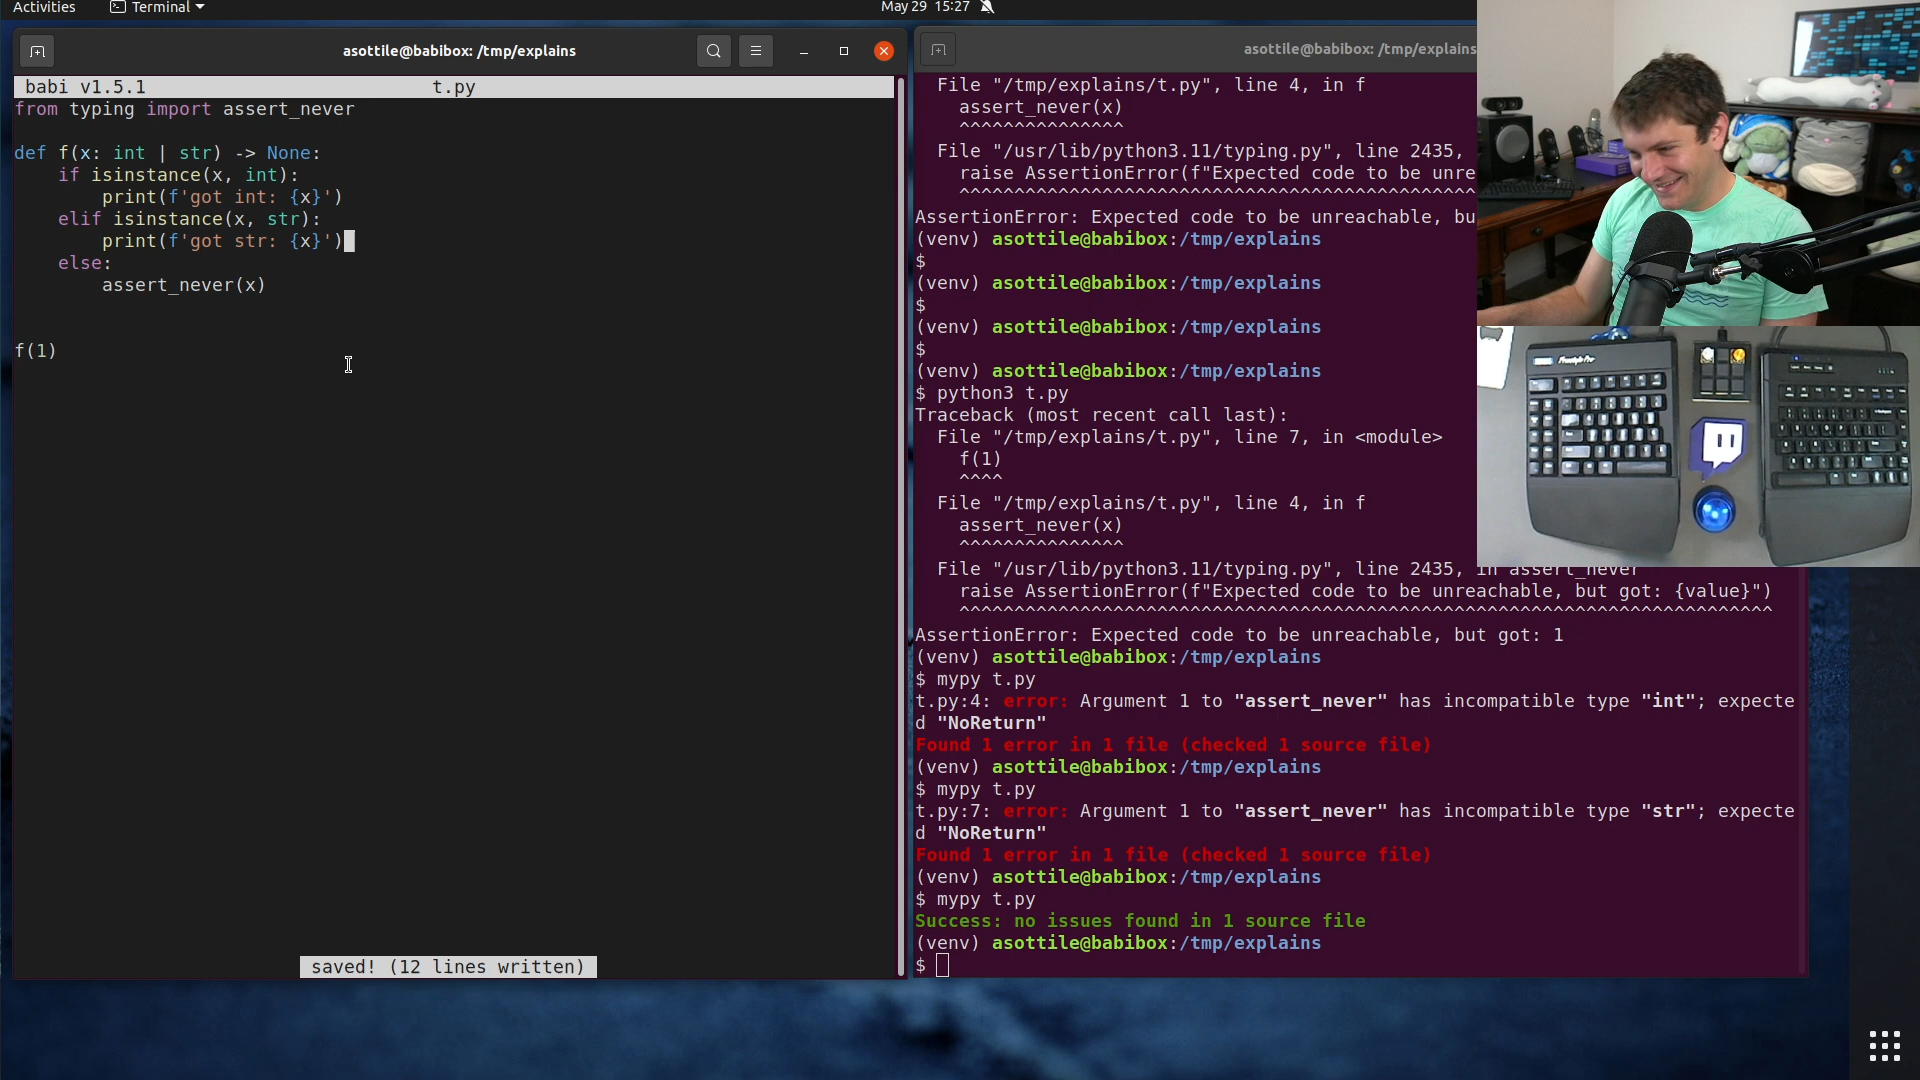 Activities
Terminal
May 29 15:27
asottile@babibox: /tmp/explains
babi v1.5.1 t.py
from typing import assert_never
def f(x: int | str) -> None:
    if isinstance(x, int):
        print(f'got int: {x}')
    elif isinstance(x, str):
        print(f'got str: {x}')
    else:
        assert_never(x)
f(1)
saved! (12 lines written)
asottile@babibox: /tmp/explains
  File "/tmp/explains/t.py", line 4, in f
    assert_never(x)
    ^^^^^^^^^^^^^^^
  File "/usr/lib/python3.11/typing.py", line 2435,
    raise AssertionError(f"Expected code to be unre
    ^^^^^^^^^^^^^^^^^^^^^^^^^^^^^^^^^^^^^^^^^^^^^^^
AssertionError: Expected code to be unreachable, bu
(venv) asottile@babibox:/tmp/explains
$
(venv) asottile@babibox:/tmp/explains
$
(venv) asottile@babibox:/tmp/explains
$
(venv) asottile@babibox:/tmp/explains
$ python3 t.py
Traceback (most recent call last):
  File "/tmp/explains/t.py", line 7, in <module>
    f(1)
    ^^^^
  File "/tmp/explains/t.py", line 4, in f
    assert_never(x)
    ^^^^^^^^^^^^^^^
  File "/usr/lib/python3.11/typing.py", line 2435, in assert_never
    raise AssertionError(f"Expected code to be unreachable, but got: {value}")
    ^^^^^^^^^^^^^^^^^^^^^^^^^^^^^^^^^^^^^^^^^^^^^^^^^^^^^^^^^^^^^^^^^^^^^^^^^^
AssertionError: Expected code to be unreachable, but got: 1
(venv) asottile@babibox:/tmp/explains
$ mypy t.py
t.py:4: error: Argument 1 to "assert_never" has incompatible type "int"; expecte
d "NoReturn"
Found 1 error in 1 file (checked 1 source file)
(venv) asottile@babibox:/tmp/explains
$ mypy t.py
t.py:7: error: Argument 1 to "assert_never" has incompatible type "str"; expecte
d "NoReturn"
Found 1 error in 1 file (checked 1 source file)
(venv) asottile@babibox:/tmp/explains
$ mypy t.py
Success: no issues found in 1 source file
(venv) asottile@babibox:/tmp/explains
$